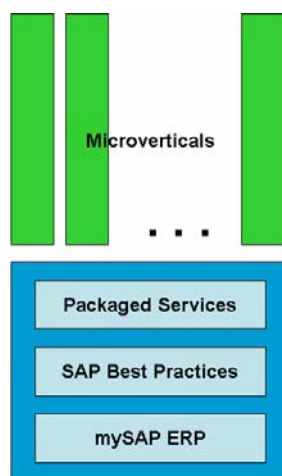 Microverticals
. . .
Packaged Services
SAP Best Practices
mySAP ERP